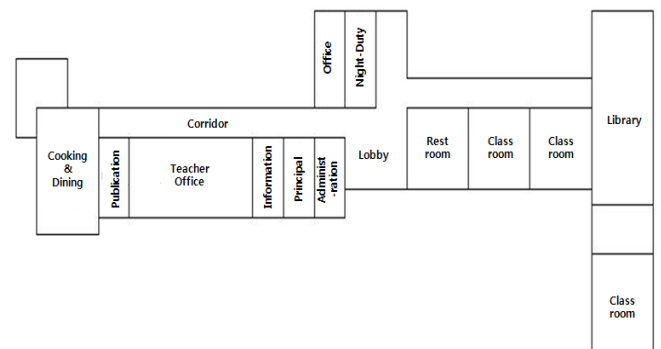 Office
Night-Duty
Corridor
Library
Cooking
&
Dining
Publication
Teacher
Office
Information
Principal
Administ
-ration
Lobby
Rest
room
Class
room
Class
room
Class
room